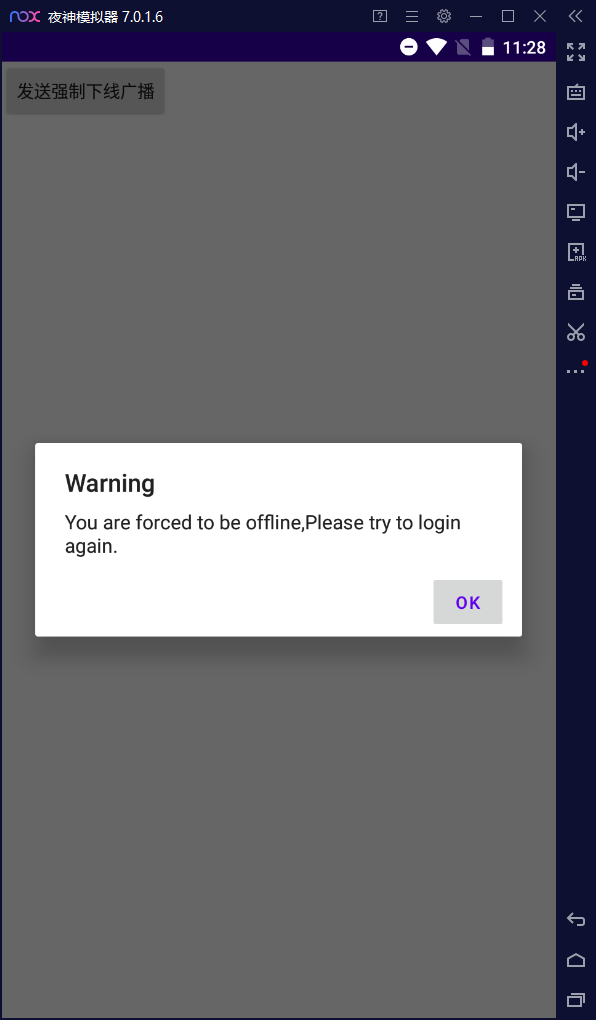 nox 夜神模拟器 7.0.1.6
11:28
发送强制下线广播
Warning
You are forced to be offline,Please try to login
again.
OK
APK